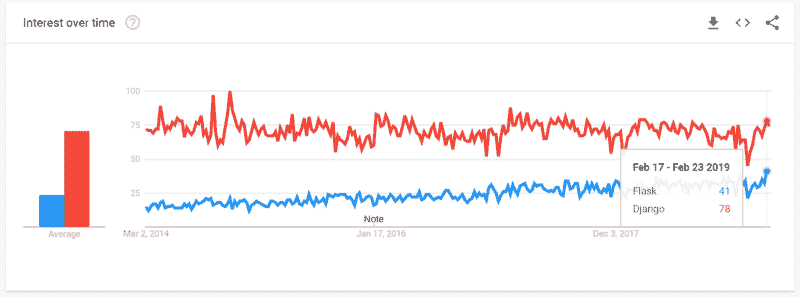 Interest over time
100
75
50
25
Average
Note
Mar 2, 2014
Jan 17, 2016
Dec 3, 2017
Feb 17 - Feb 23 2019
Flask 41
Django 78